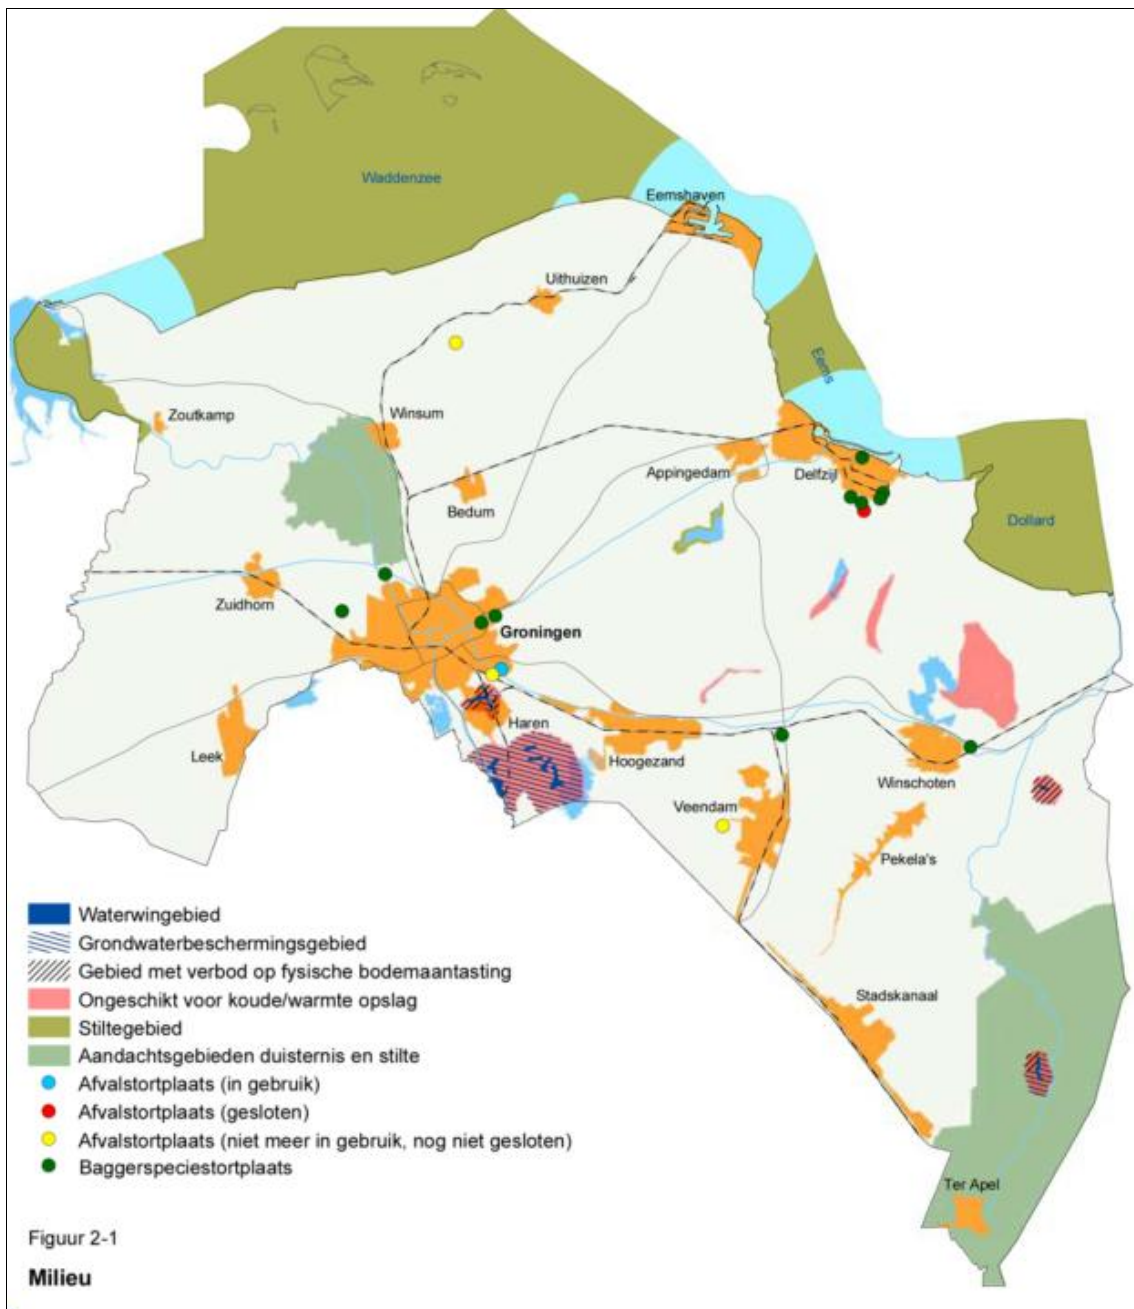 Waddenzee
Eemshaven
Uithuizen
Eems
Zoutkamp
Winsum
Appingedam
Delfzijl
Bedum
Dollard
Zuidhorn
Groningen
Haren
Leek
Hoogezand
Winschoten
Veendam
Pekela's
Stadskanaal
Ter Apel
Waterwingebied
Grondwaterbeschermingsgebied
Gebied met verbod op fysische bodemaantasting
Ongeschikt voor koude/warmte opslag
Stiltegebied
Aandachtsgebieden duisternis en stilte
Afvalstortplaats (in gebruik)
Afvalstortplaats (gesloten)
Afvalstortplaats (niet meer in gebruik, nog niet gesloten)
Baggerspeciestortplaats
Figuur 2-1
Milieu